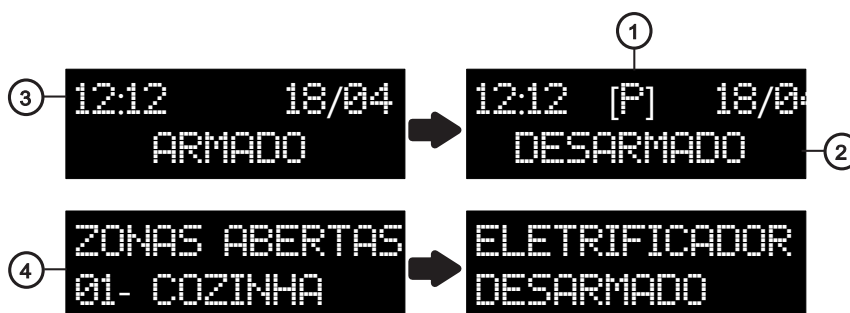 1
3
12:12 18/04
ARMADO
12:12 [P] 18/04
DESARMADO
2
4
ZONAS ABERTAS
01- COZINHA
ELETRIFICADOR
DESARMADO